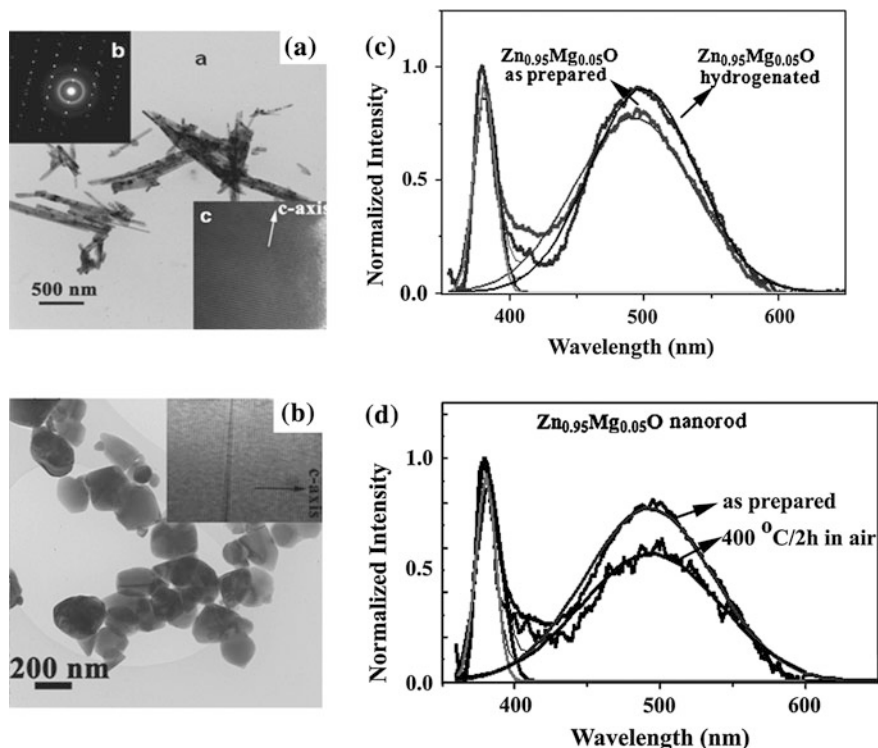 b
(a)
a
c
c-axis
500 nm
(c)
Zn0.95Mg0.05O
as prepared
Zn0.95Mg0.05O
hydrogenated
1.0
0.5
0.0
Normalized Intensity
400
500
600
Wavelength (nm)
(b)
c-axis
200 nm
(d)
Zn0.95Mg0.05O nanorod
as prepared
400 °C/2h in air
1.0
0.5
0.0
Normalized Intensity
400
500
600
Wavelength (nm)